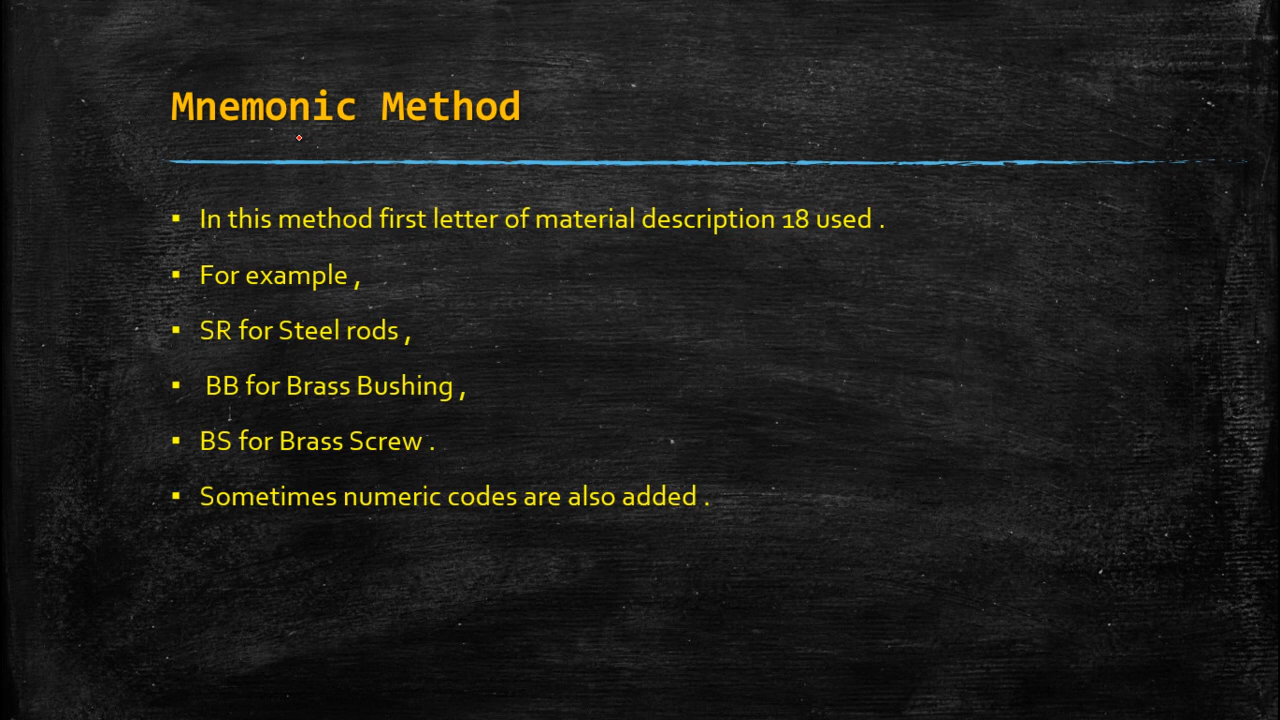 Mnemonic Method
▪ In this method first letter of material description 18 used .
▪ For example ,
▪ SR for Steel rods ,
▪ BB for Brass Bushing ,
▪ BS for Brass Screw .
▪ Sometimes numeric codes are also added .